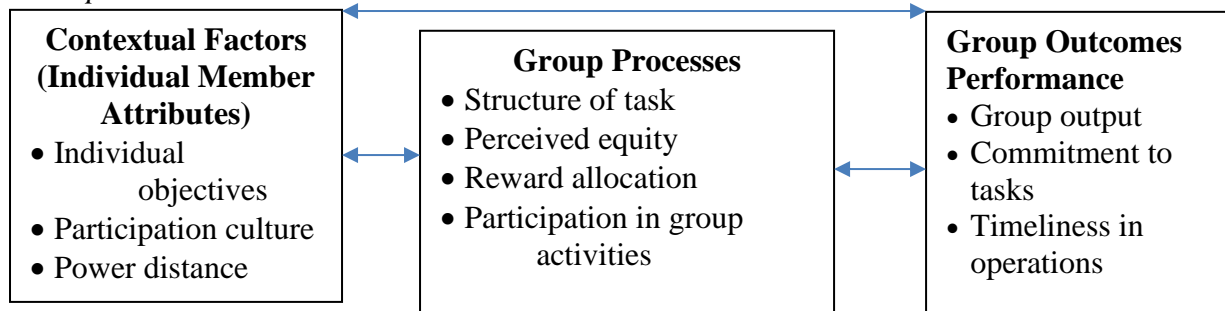 Contextual Factors
(Individual Member
Attributes)
• Individual
objectives
• Participation culture
• Power distance
Group Processes
• Structure of task
• Perceived equity
• Reward allocation
• Participation in group
activities
Group Outcomes
Performance
• Group output
• Commitment to
tasks
• Timeliness in
operations